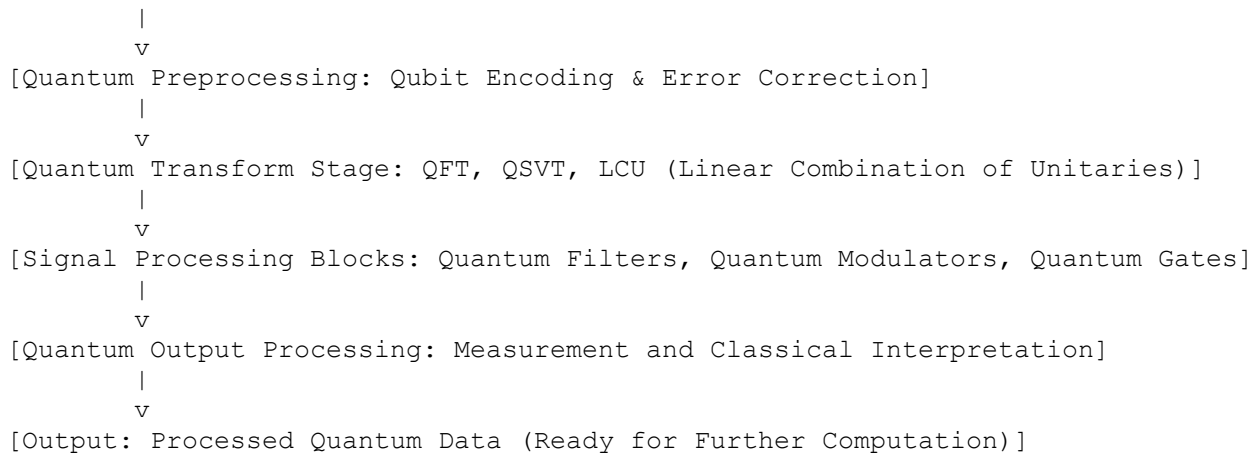 |
v
[Quantum Preprocessing: Qubit Encoding & Error Correction]
|
v
[Quantum Transform Stage: QFT, QSVT, LCU (Linear Combination of Unitaries)]
|
v
[Signal Processing Blocks: Quantum Filters, Quantum Modulators, Quantum Gates]
|
v
[Quantum Output Processing: Measurement and Classical Interpretation]
|
v
[Output: Processed Quantum Data (Ready for Further Computation)]